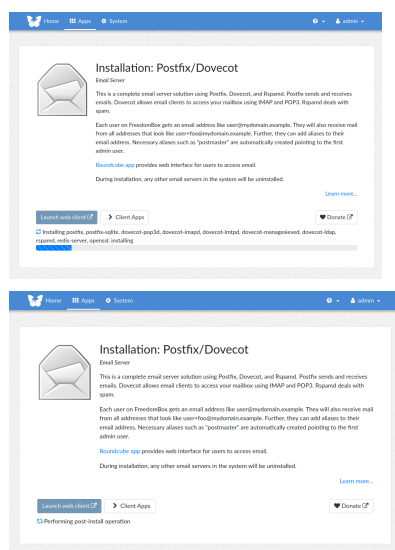 Home Apps System admin
Installation: Postfix/Dovecot
Email Server
This is a complete email server solution using Postfix, Dovecot, and Rspamd. Postfix sends and receives
emails. Dovecot allows email clients to access your mailbox using IMAP and POP3. Rspamd deals with
spam.
Each user on FreedomBox gets an email address like user@mydomain.example. They will also receive mail
from all addresses that look like user+foo@mydomain.example. Further, they can add aliases to their
email address. Necessary aliases such as "postmaster" are automatically created pointing to the first
admin user.
Roundcube app provides web interface for users to access email.
During installation, any other email servers in the system will be uninstalled.
Learn more...
Launch web client Client Apps Donate
Installing postfix, postfix-sqlite, dovecot-pop3d, dovecot-imapd, dovecot-lmtpd, dovecot-managesieved, dovecot-ldap,
rspamd, redis-server, openssl: installing
Home Apps System admin
Installation: Postfix/Dovecot
Email Server
This is a complete email server solution using Postfix, Dovecot, and Rspamd. Postfix sends and receives
emails. Dovecot allows email clients to access your mailbox using IMAP and POP3. Rspamd deals with
spam.
Each user on FreedomBox gets an email address like user@mydomain.example. They will also receive mail
from all addresses that look like user+foo@mydomain.example. Further, they can add aliases to their
email address. Necessary aliases such as "postmaster" are automatically created pointing to the first
admin user.
Roundcube app provides web interface for users to access email.
During installation, any other email servers in the system will be uninstalled.
Learn more...
Launch web client Client Apps Donate
Performing post-install operation